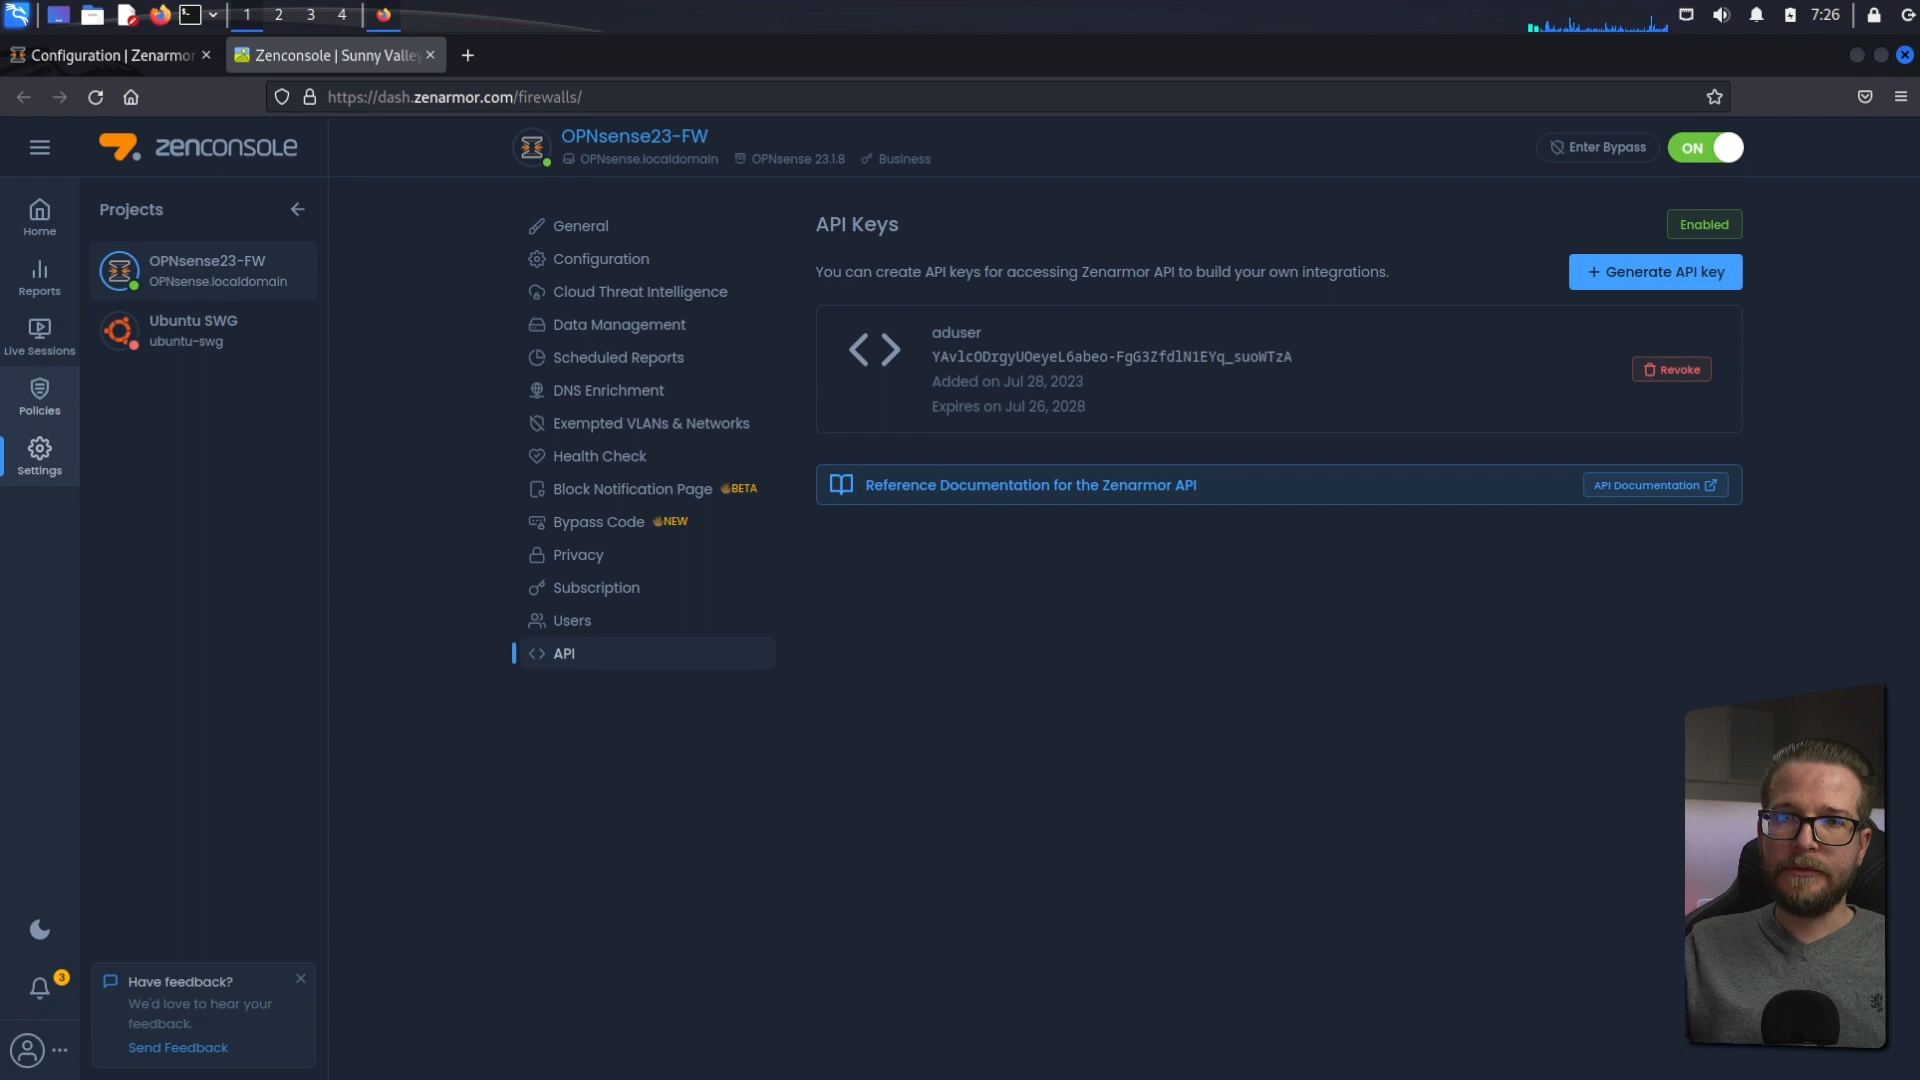 1 2 3 4
7:26
Configuration | Zenarmor
Zenconsole | Sunny Valley
https://dash.zenarmor.com/firewalls/
zenconsole
OPNsense23-FW
OPNsense.localdomain OPNsense 23.1.8 Business
Enter Bypass
ON
Home
Reports
Live Sessions
Policies
Settings
Projects
OPNsense23-FW
OPNsense.localdomain
Ubuntu SWG
ubuntu-swg
General
Configuration
Cloud Threat Intelligence
Data Management
Scheduled Reports
DNS Enrichment
Exempted VLANs & Networks
Health Check
Block Notification Page BETA
Bypass Code NEW
Privacy
Subscription
Users
API
API Keys
Enabled
You can create API keys for accessing Zenarmor API to build your own integrations.
+ Generate API key
aduser
YAvlcODrgyUOeyeL6abeo-FgG3ZfdlN1EYq_suoWTzA
Added on Jul 28, 2023
Expires on Jul 26, 2028
Revoke
Reference Documentation for the Zenarmor API
API Documentation
3
Have feedback?
We'd love to hear your
feedback.
Send Feedback